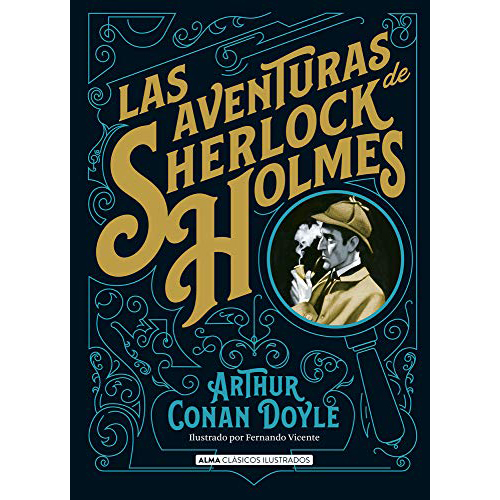 LAS
AVENTURAS de
SHERLOCK
HOLMES
ARTHUR
CONAN DOYLE
Ilustrado por Fernando Vicente
ALMA CLÁSICOS ILUSTRADOS